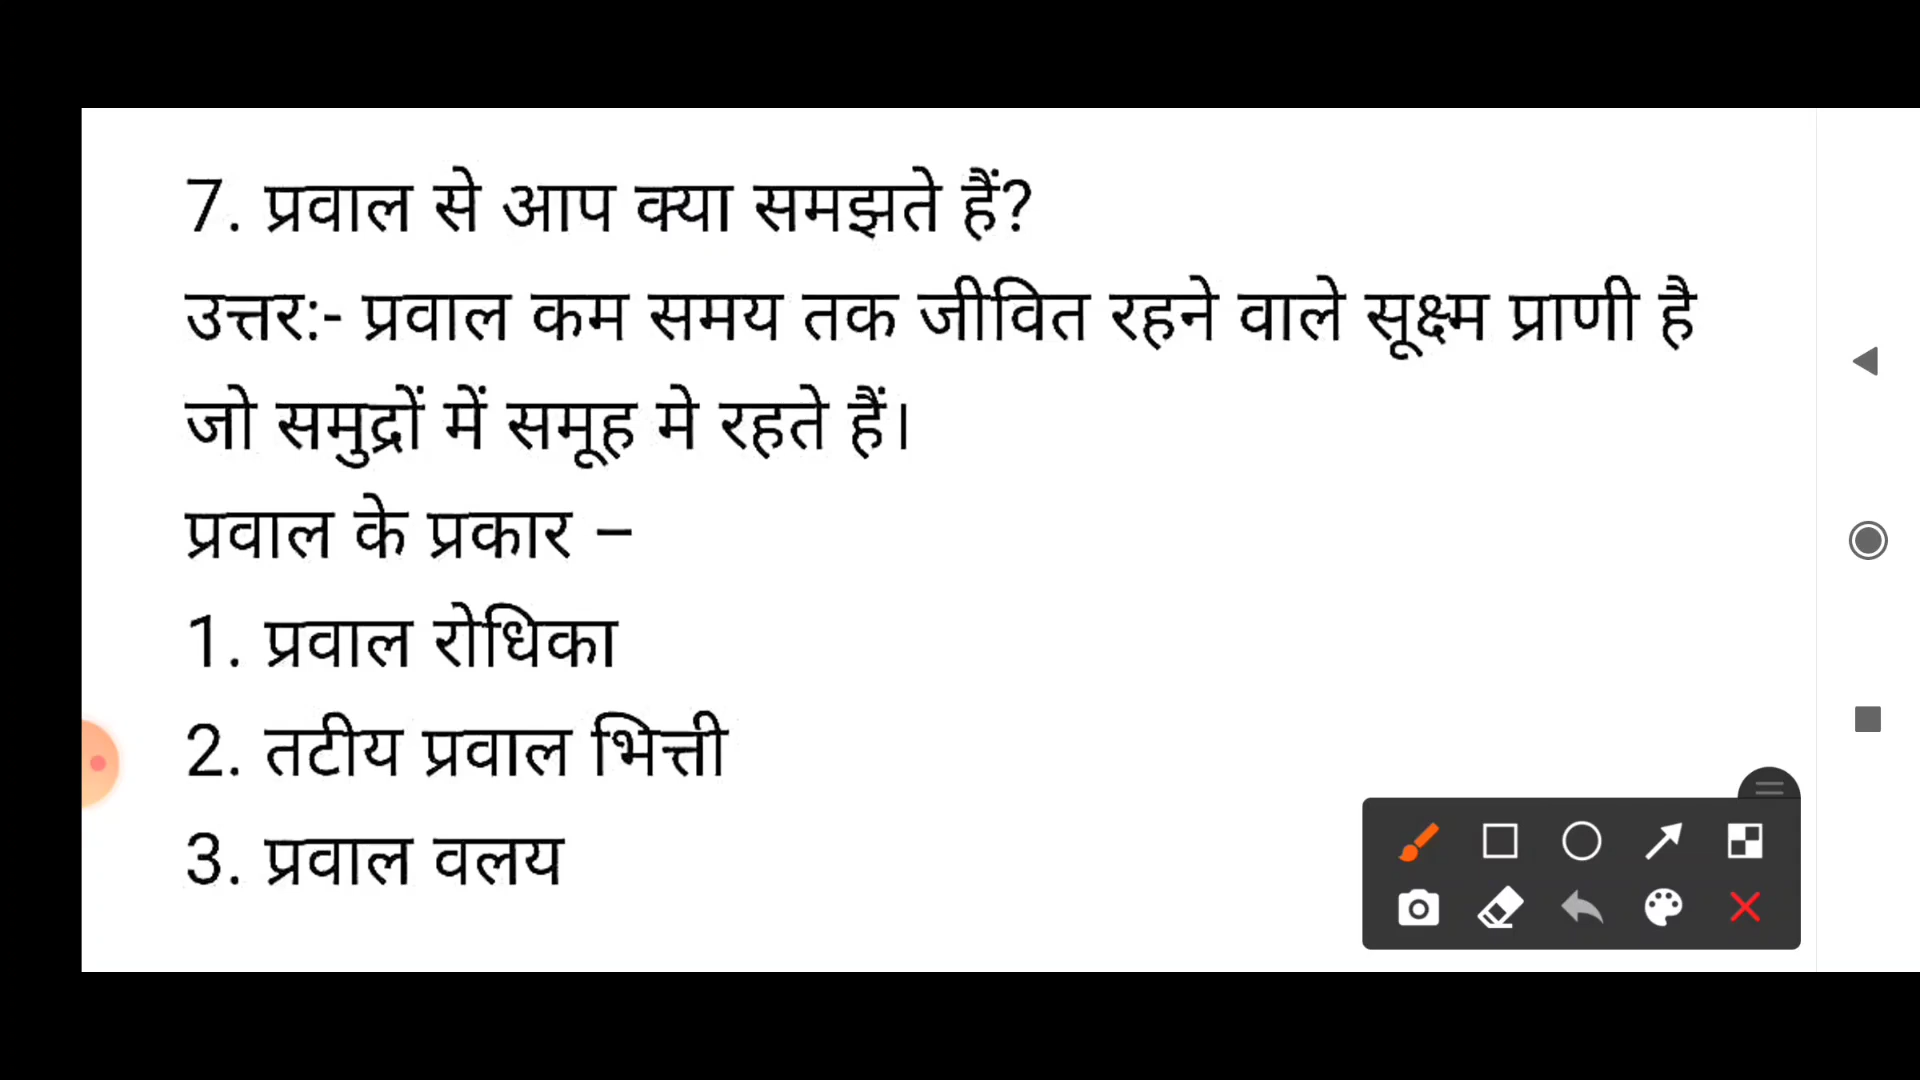 7. प्रवाल से आप क्या समझते हैं?
उत्तर:- प्रवाल कम समय तक जीवित रहने वाले सूक्ष्म प्राणी है
जो समुद्रों में समूह मे रहते हैं।
प्रवाल के प्रकार –
1. प्रवाल रोधिका
2. तटीय प्रवाल भित्ती
3. प्रवाल वलय